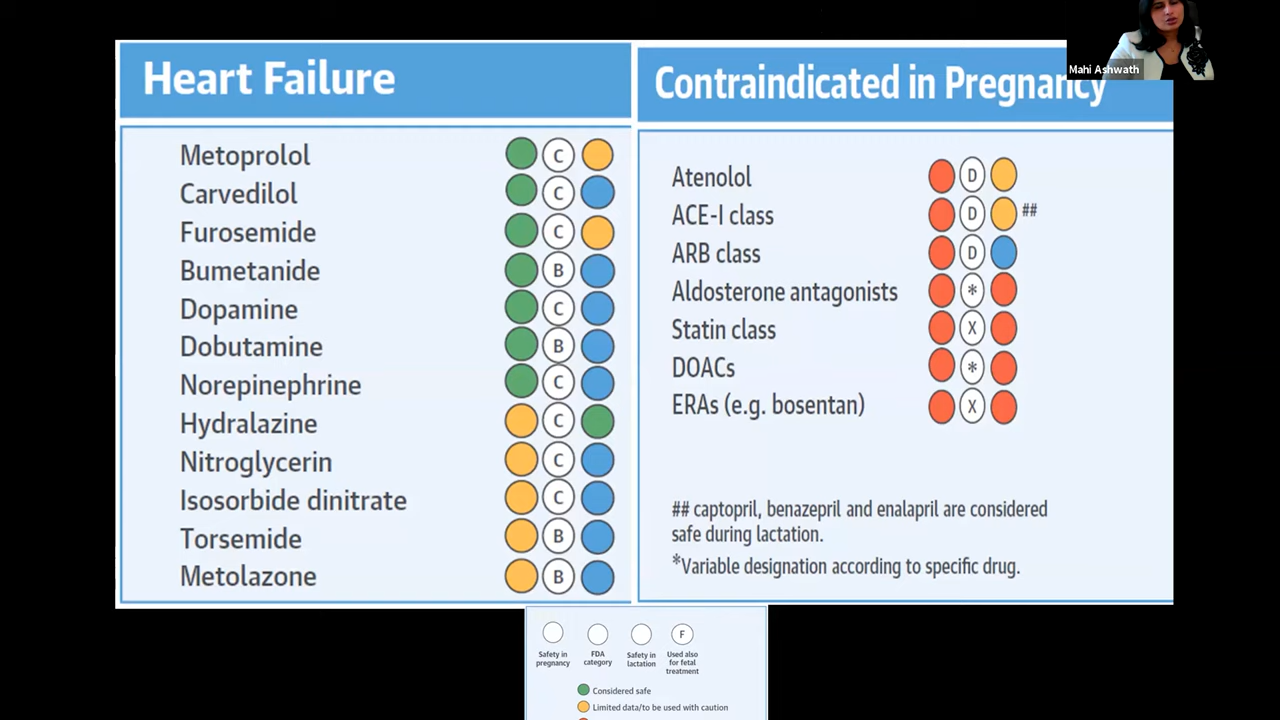 Heart Failure
Metoprolol C
Carvedilol C
Furosemide C
Bumetanide B
Dopamine C
Dobutamine B
Norepinephrine C
Hydralazine C
Nitroglycerin C
Isosorbide dinitrate C
Torsemide B
Metolazone B
Contraindicated in Pregnancy
Mahi Ashwath
Atenolol D
ACE-I class D ##
ARB class D
Aldosterone antagonists *
Statin class X
DOACs *
ERAs (e.g. bosentan) X
## captopril, benazepril and enalapril are considered
safe during lactation.
*Variable designation according to specific drug.
F
Safety in
pregnancy
FDA
category
Safety in
lactation
Used also
for fetal
treatment
Considered safe
Limited data/to be used with caution